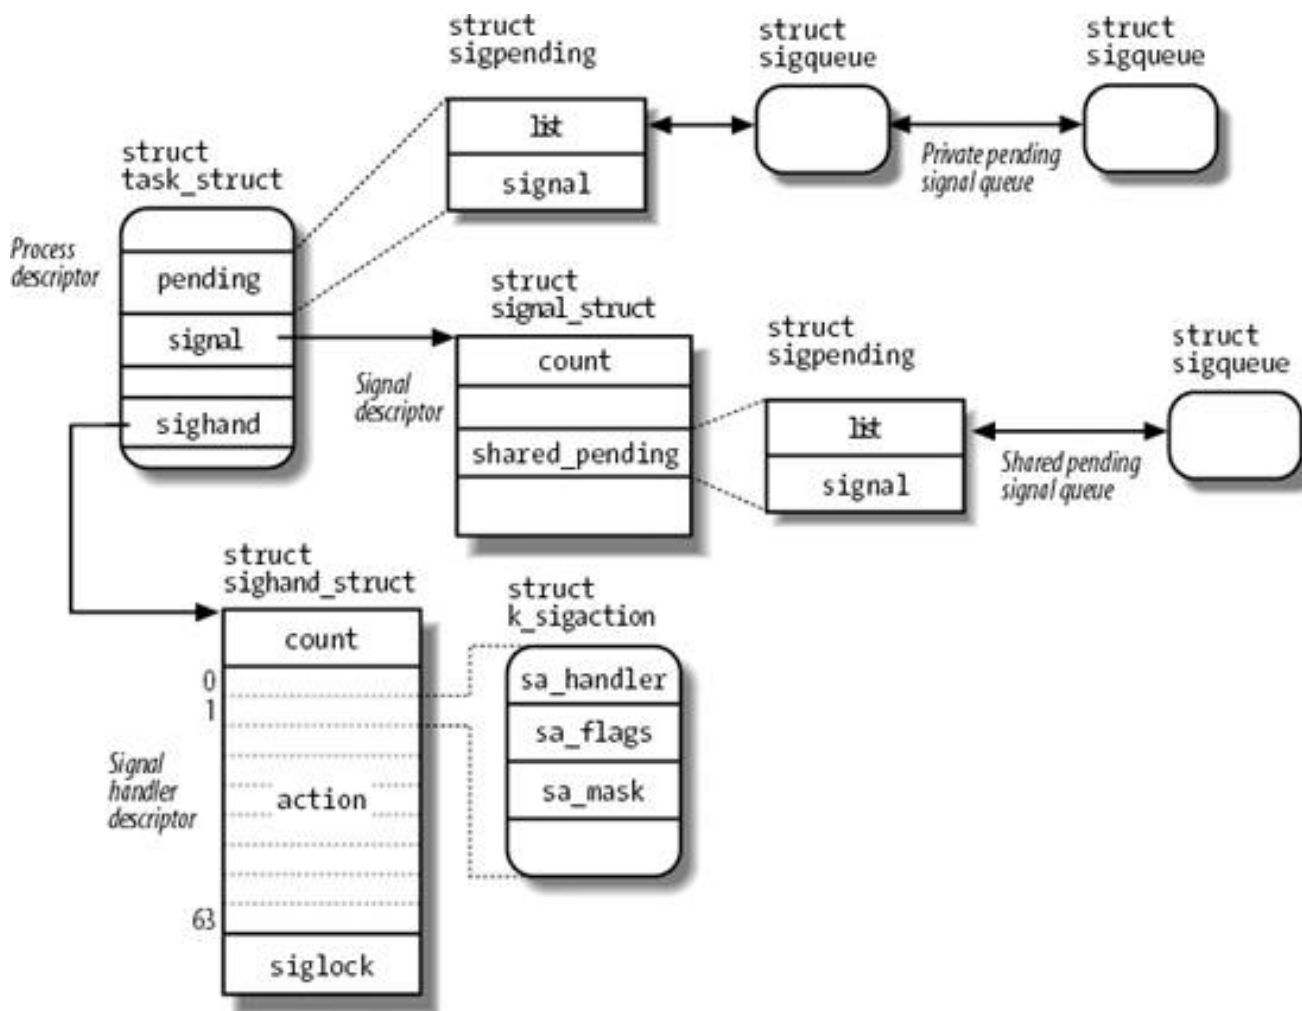 struct
sigpending
struct
sigqueue
struct
sigqueue
list
signal
Private pending
signal queue
struct
task_struct
Process
descriptor
pending
signal
sighand
struct
signal_struct
Signal
descriptor
count
shared_pending
struct
sigpending
list
signal
Shared pending
signal queue
struct
sigqueue
struct
sighand_struct
count
0
1
Signal
handler
descriptor
action
63
siglock
struct
k_sigaction
sa_handler
sa_flags
sa_mask